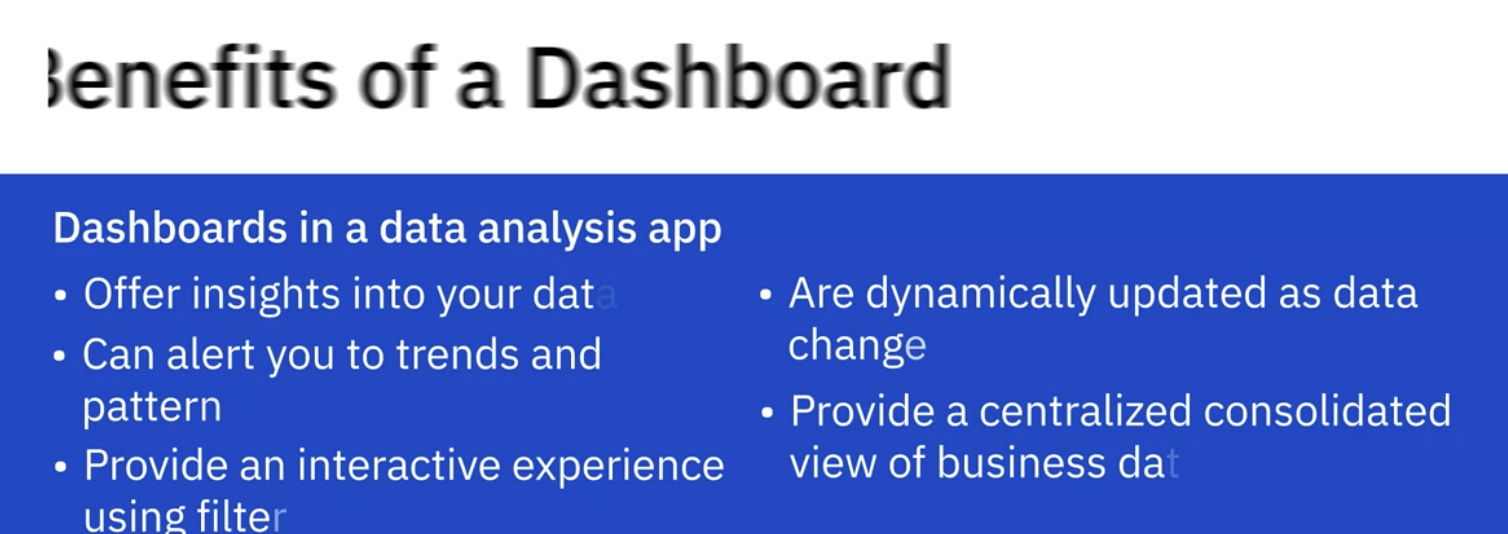 Benefits of a Dashboard
Dashboards in a data analysis app
• Offer insights into your data
• Can alert you to trends and
pattern
• Provide an interactive experience
using filter
• Are dynamically updated as data
change
• Provide a centralized consolidated
view of business dat